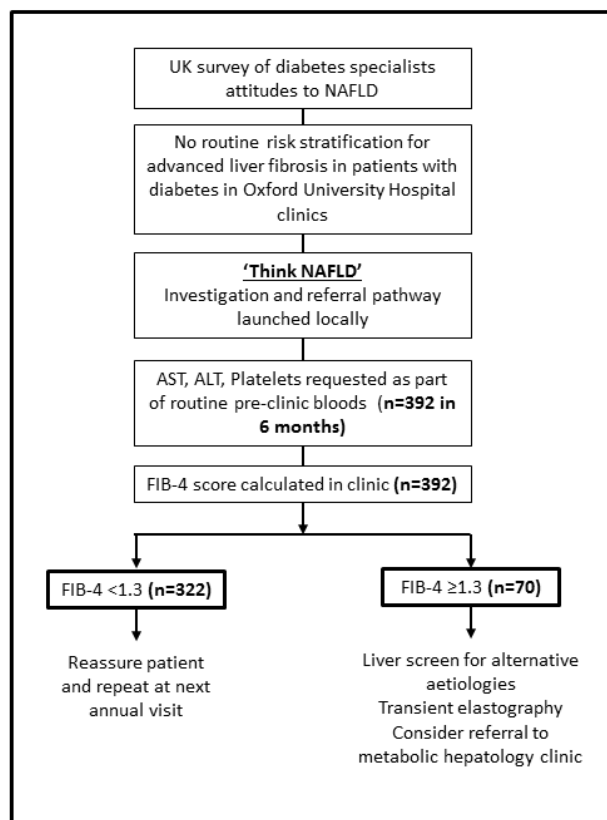 UK survey of diabetes specialists
attitudes to NAFLD
No routine risk stratification for
advanced liver fibrosis in patients with
diabetes in Oxford University Hospital
clinics
'Think NAFLD'
Investigation and referral pathway
launched locally
AST, ALT, Platelets requested as part
of routine pre-clinic bloods (n=392 in
6 months)
FIB-4 score calculated in clinic (n=392)
FIB-4 <1.3 (n=322)
Reassure patient
and repeat at next
annual visit
FIB-4 ≥1.3 (n=70)
Liver screen for alternative
aetiologies
Transient elastography
Consider referral to
metabolic hepatology clinic